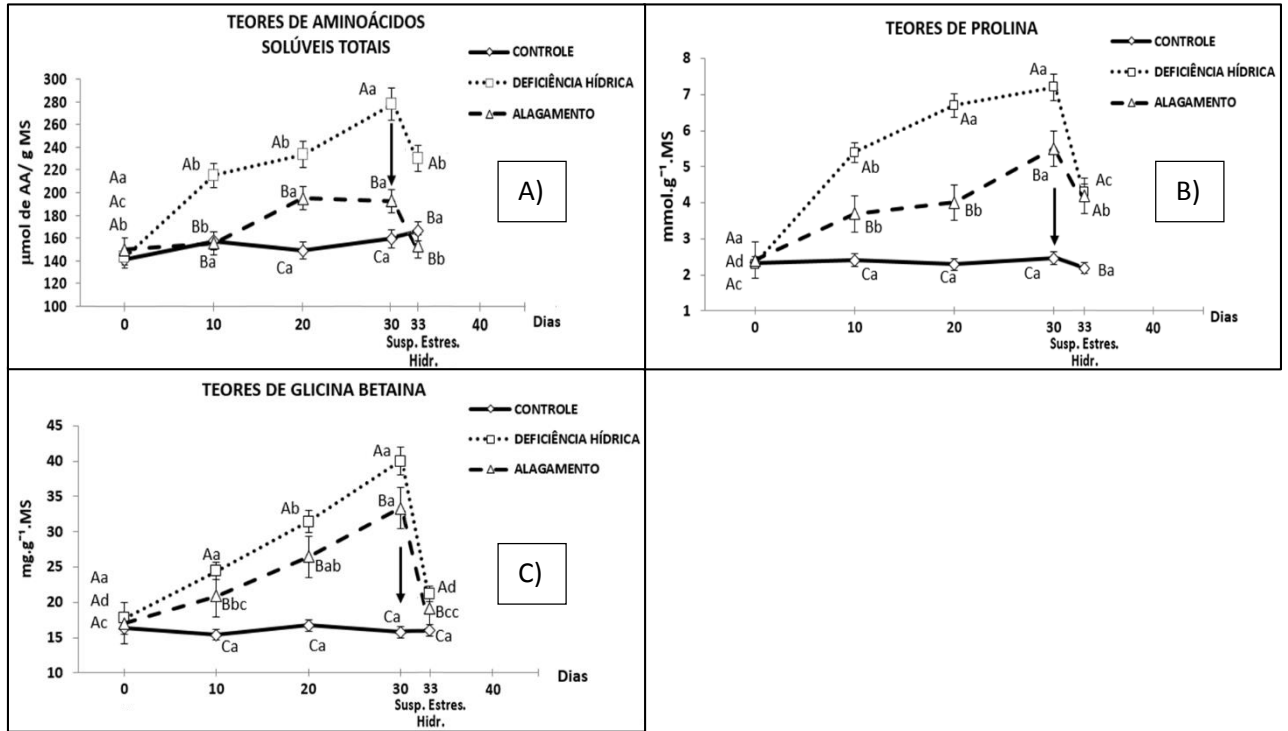 TEORES DE AMINOÁCIDOS
SOLÚVEIS TOTAIS
CONTROLE
DEFICIÊNCIA HÍDRICA
ALAGAMENTO
µmol de AA/ g MS
300
280
260
240
220
200
180
160
140
120
100
Aa
Ac
Ab
Ab
Bb
Ba
Ab
Ba
Ca
Aa
Ba
Ca
Ab
Ba
Bb
A)
0 10 20 30 33 40 Dias
Susp. Estres.
Hidr.
TEORES DE PROLINA
CONTROLE
DEFICIÊNCIA HÍDRICA
ALAGAMENTO
mmol.g⁻¹.MS
8
7
6
5
4
3
2
1
Aa
Ad
Ac
Ab
Bb
Ca
Aa
Bb
Ca
Aa
Ba
Ca
Ac
Ab
Ba
B)
0 10 20 30 33 40 Dias
Susp. Estres.
Hidr.
TEORES DE GLICINA BETAINA
CONTROLE
DEFICIÊNCIA HÍDRICA
ALAGAMENTO
mg.g⁻¹.MS
45
40
35
30
25
20
15
10
Aa
Ad
Ac
Aa
Bbc
Ca
Ab
Bab
Ca
Aa
Ba
Ca
Ad
Bcc
Ca
C)
0 10 20 30 33 40 Dias
Susp. Estres.
Hidr.